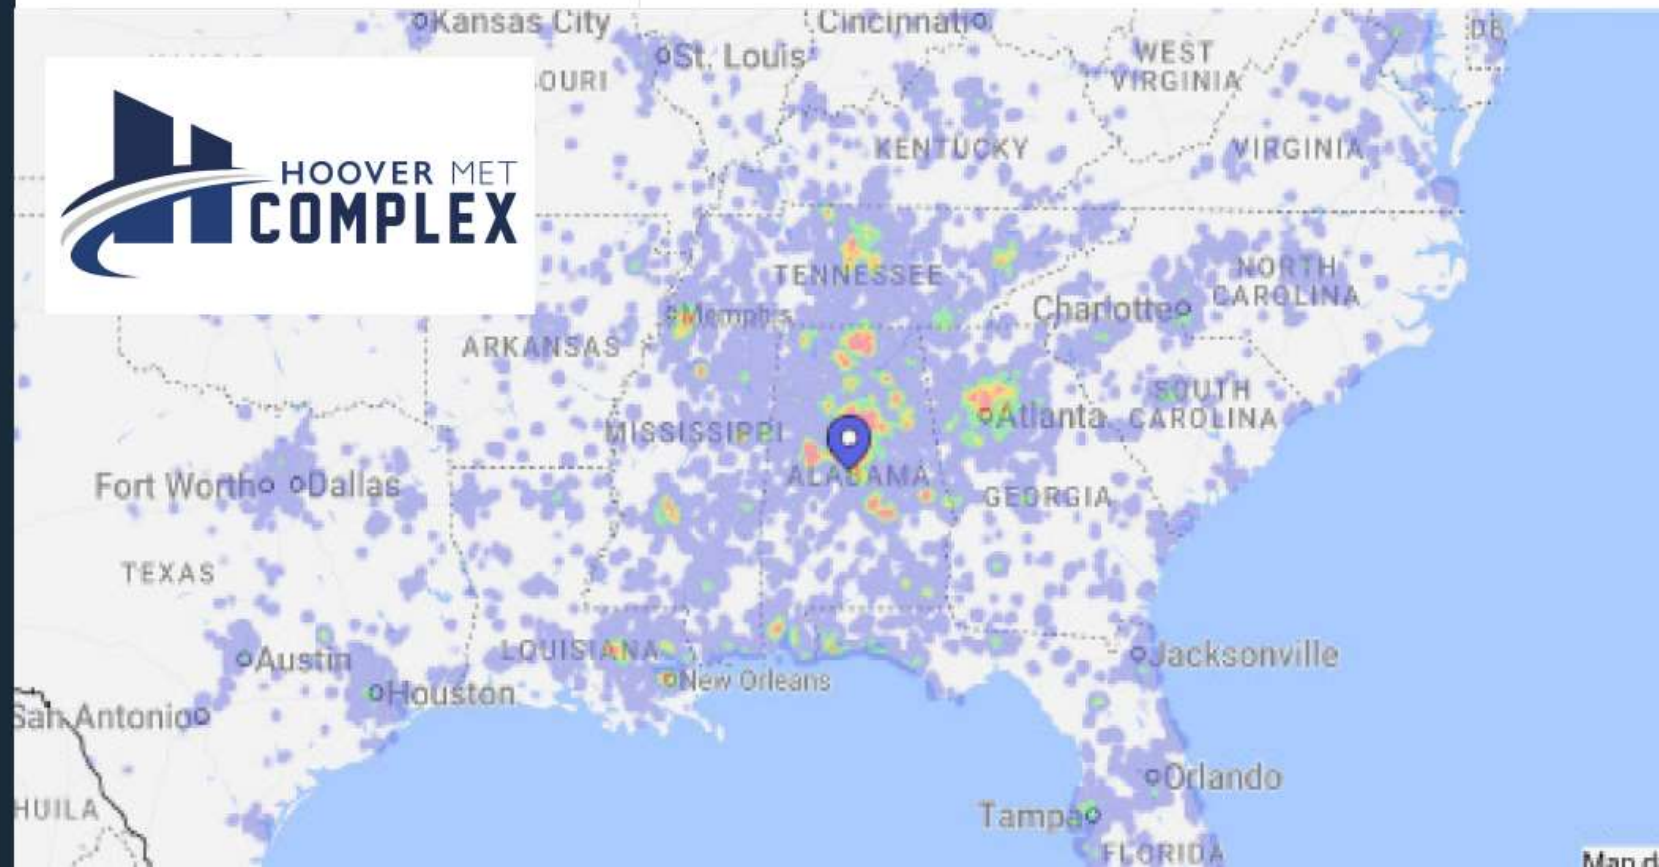 Kansas City
Cincinnati
DE
St. Louis
WEST
VIRGINIA
OURI
HOOVER MET
COMPLEX
KENTUCKY
VIRGINIA
TENNESSEE
NORTH
CAROLINA
Charlotte
Memphis
ARKANSAS
SOUTH
CAROLINA
Atlanta
MISSISSIPPI
ALABAMA
Fort Worth
Dallas
GEORGIA
TEXAS
LOUISIANA
Jacksonville
Austin
New Orleans
Houston
San Antonio
Orlando
HUILA
Tampa
FLORIDA
Map d